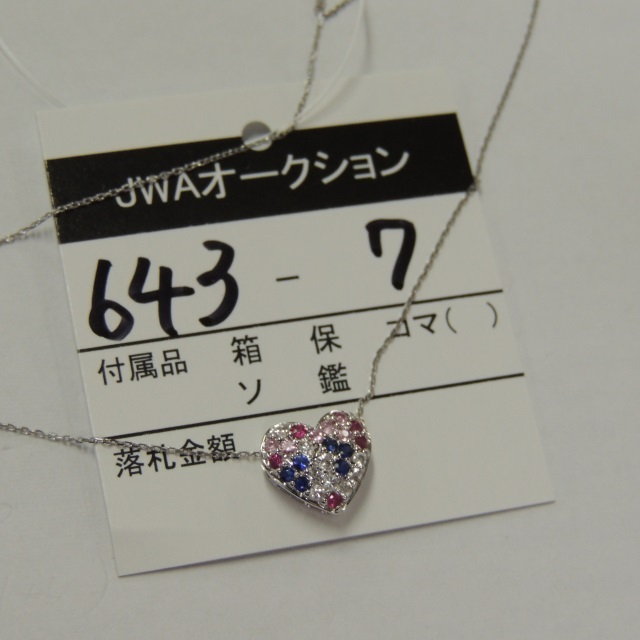 JWAオークション
643 - 7
付属品 箱 保 コマ( )
ソ 鑑
落札金額